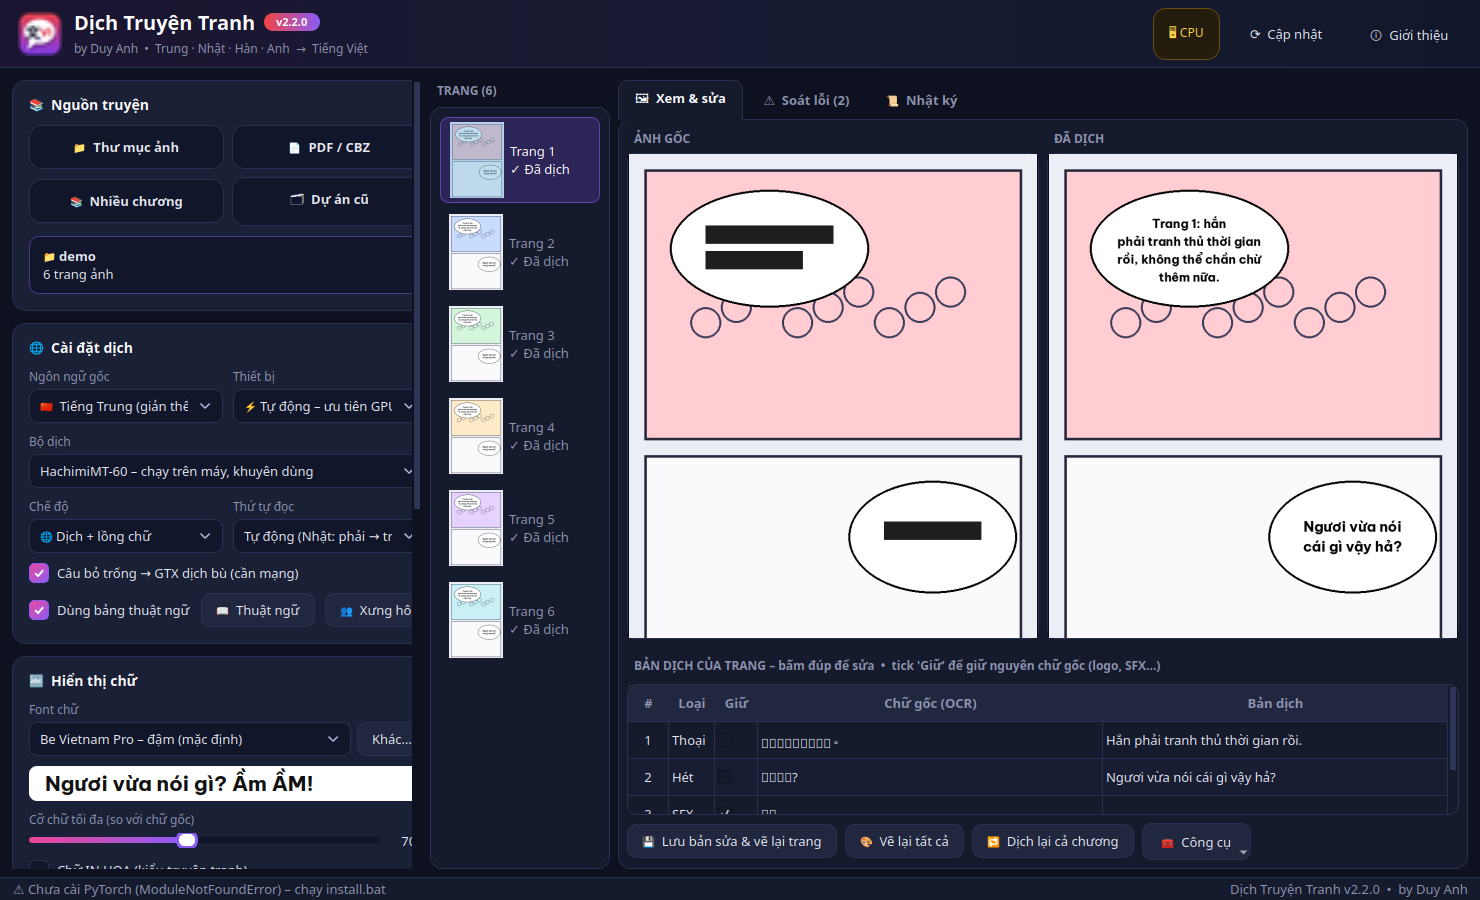 Dịch Truyện Tranh v2.2.0
by Duy Anh • Trung · Nhật · Hàn · Anh → Tiếng Việt
CPU
Cập nhật
Giới thiệu
Nguồn truyện
Thư mục ảnh
PDF / CBZ
Nhiều chương
Dự án cũ
demo
6 trang ảnh
Cài đặt dịch
Ngôn ngữ gốc
Thiết bị
Tiếng Trung (giản thể
Tự động – ưu tiên GPU
Bộ dịch
HachimiMT-60 – chạy trên máy, khuyên dùng
Chế độ
Thứ tự đọc
Dịch + lồng chữ
Tự động (Nhật: phải → tr
Câu bỏ trống → GTX dịch bù (cần mạng)
Dùng bảng thuật ngữ
Thuật ngữ
Xưng hô
Hiển thị chữ
Font chữ
Be Vietnam Pro – đậm (mặc định)
Khác...
Ngươi vừa nói gì? Ầm ẦM!
Cỡ chữ tối đa (so với chữ gốc)
70
Chữ IN HOA (kiểu truyện tranh)
TRANG (6)
Trang 1
✓ Đã dịch
Trang 2
✓ Đã dịch
Trang 3
✓ Đã dịch
Trang 4
✓ Đã dịch
Trang 5
✓ Đã dịch
Trang 6
✓ Đã dịch
Xem & sửa
Soát lỗi (2)
Nhật ký
ẢNH GỐC
ĐÃ DỊCH
Trang 1: hắn
phải tranh thủ thời gian
rồi, không thể chần chừ
thêm nữa.
Ngươi vừa nói
cái gì vậy hả?
BẢN DỊCH CỦA TRANG – bấm đúp để sửa • tick 'Giữ' để giữ nguyên chữ gốc (logo, SFX...)
# Loại Giữ Chữ gốc (OCR) Bản dịch
1 Thoại 。 Hắn phải tranh thủ thời gian rồi.
2 Hét ? Ngươi vừa nói cái gì vậy hả?
3 SFX
Lưu bản sửa & vẽ lại trang
Vẽ lại tất cả
Dịch lại cả chương
Công cụ
⚠ Chưa cài PyTorch (ModuleNotFoundError) – chạy install.bat
Dịch Truyện Tranh v2.2.0 • by Duy Anh